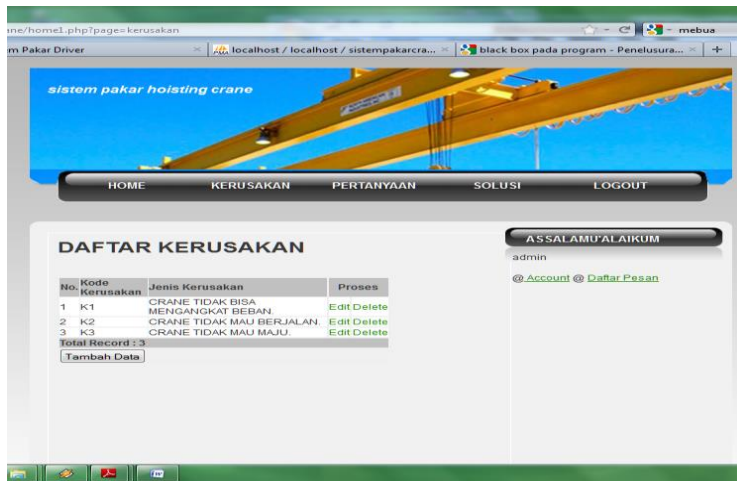 ane/home1.php?page=kerusakan
mebua
m Pakar Driver
localhost / localhost / sistempakarcra...
black box pada program - Penelusura...
sistem pakar hoisting crane
HOME KERUSAKAN PERTANYAAN SOLUSI LOGOUT
DAFTAR KERUSAKAN
No. Kode Kerusakan Jenis Kerusakan Proses
1 K1 CRANE TIDAK BISA MENGANGKAT BEBAN. Edit Delete
2 K2 CRANE TIDAK MAU BERJALAN. Edit Delete
3 K3 CRANE TIDAK MAU MAJU. Edit Delete
Total Record : 3
Tambah Data
ASSALAMU'ALAIKUM
admin
@ Account @ Daftar Pesan